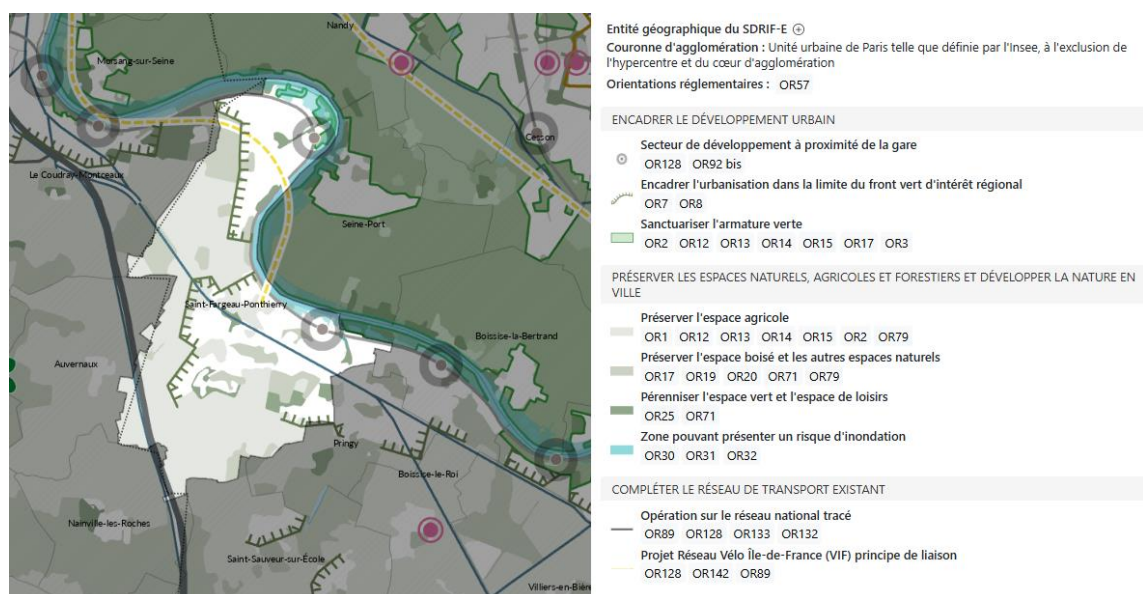 Nandy
Morsang-sur-Seine
Cesson
Le Coudray-Montceaux
Seine-Port
Saint-Fargeau-Ponthierry
Boissise-la-Bertrand
Auvernaux
Pringy
Boissise-le-Roi
Nainville-les-Roches
Saint-Sauveur-sur-École
Villiers-en-Bièr
Entité géographique du SDRIF-E
Couronne d'agglomération : Unité urbaine de Paris telle que définie par l'Insee, à l'exclusion de
l'hypercentre et du cœur d'agglomération
Orientations réglementaires : OR57
ENCADRER LE DÉVELOPPEMENT URBAIN
Secteur de développement à proximité de la gare
OR128 OR92 bis
Encadrer l'urbanisation dans la limite du front vert d'intérêt régional
OR7 OR8
Sanctuariser l'armature verte
OR2 OR12 OR13 OR14 OR15 OR17 OR3
PRÉSERVER LES ESPACES NATURELS, AGRICOLES ET FORESTIERS ET DÉVELOPPER LA NATURE EN
VILLE
Préserver l'espace agricole
OR1 OR12 OR13 OR14 OR15 OR2 OR79
Préserver l'espace boisé et les autres espaces naturels
OR17 OR19 OR20 OR71 OR79
Pérenniser l'espace vert et l'espace de loisirs
OR25 OR71
Zone pouvant présenter un risque d'inondation
OR30 OR31 OR32
COMPLÉTER LE RÉSEAU DE TRANSPORT EXISTANT
Opération sur le réseau national tracé
OR89 OR128 OR133 OR132
Projet Réseau Vélo Île-de-France (VIF) principe de liaison
OR128 OR142 OR89